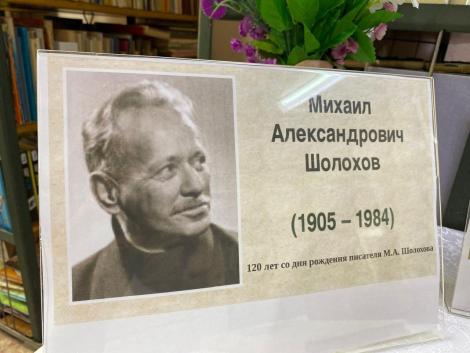 Михаил
Александрович
Шолохов
(1905 – 1984)
120 лет со дня рождения писателя М.А. Шолохова